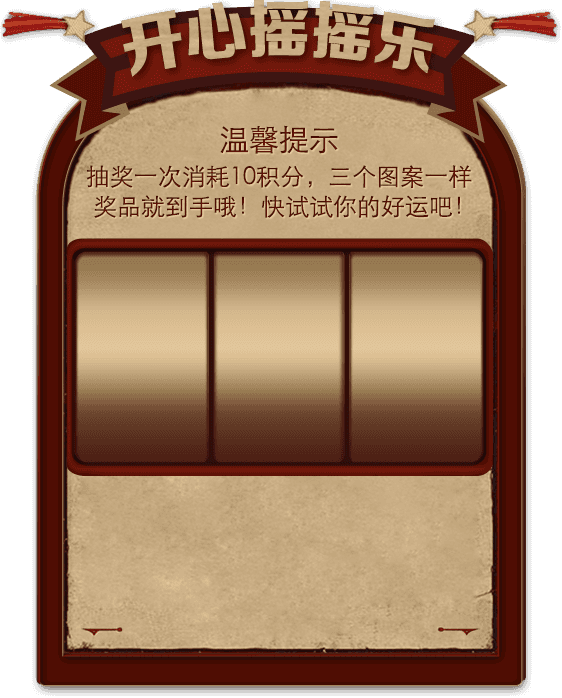 开心摇摇乐
温馨提示
抽奖一次消耗10积分，三个图案一样
奖品就到手哦！快试试你的好运吧！